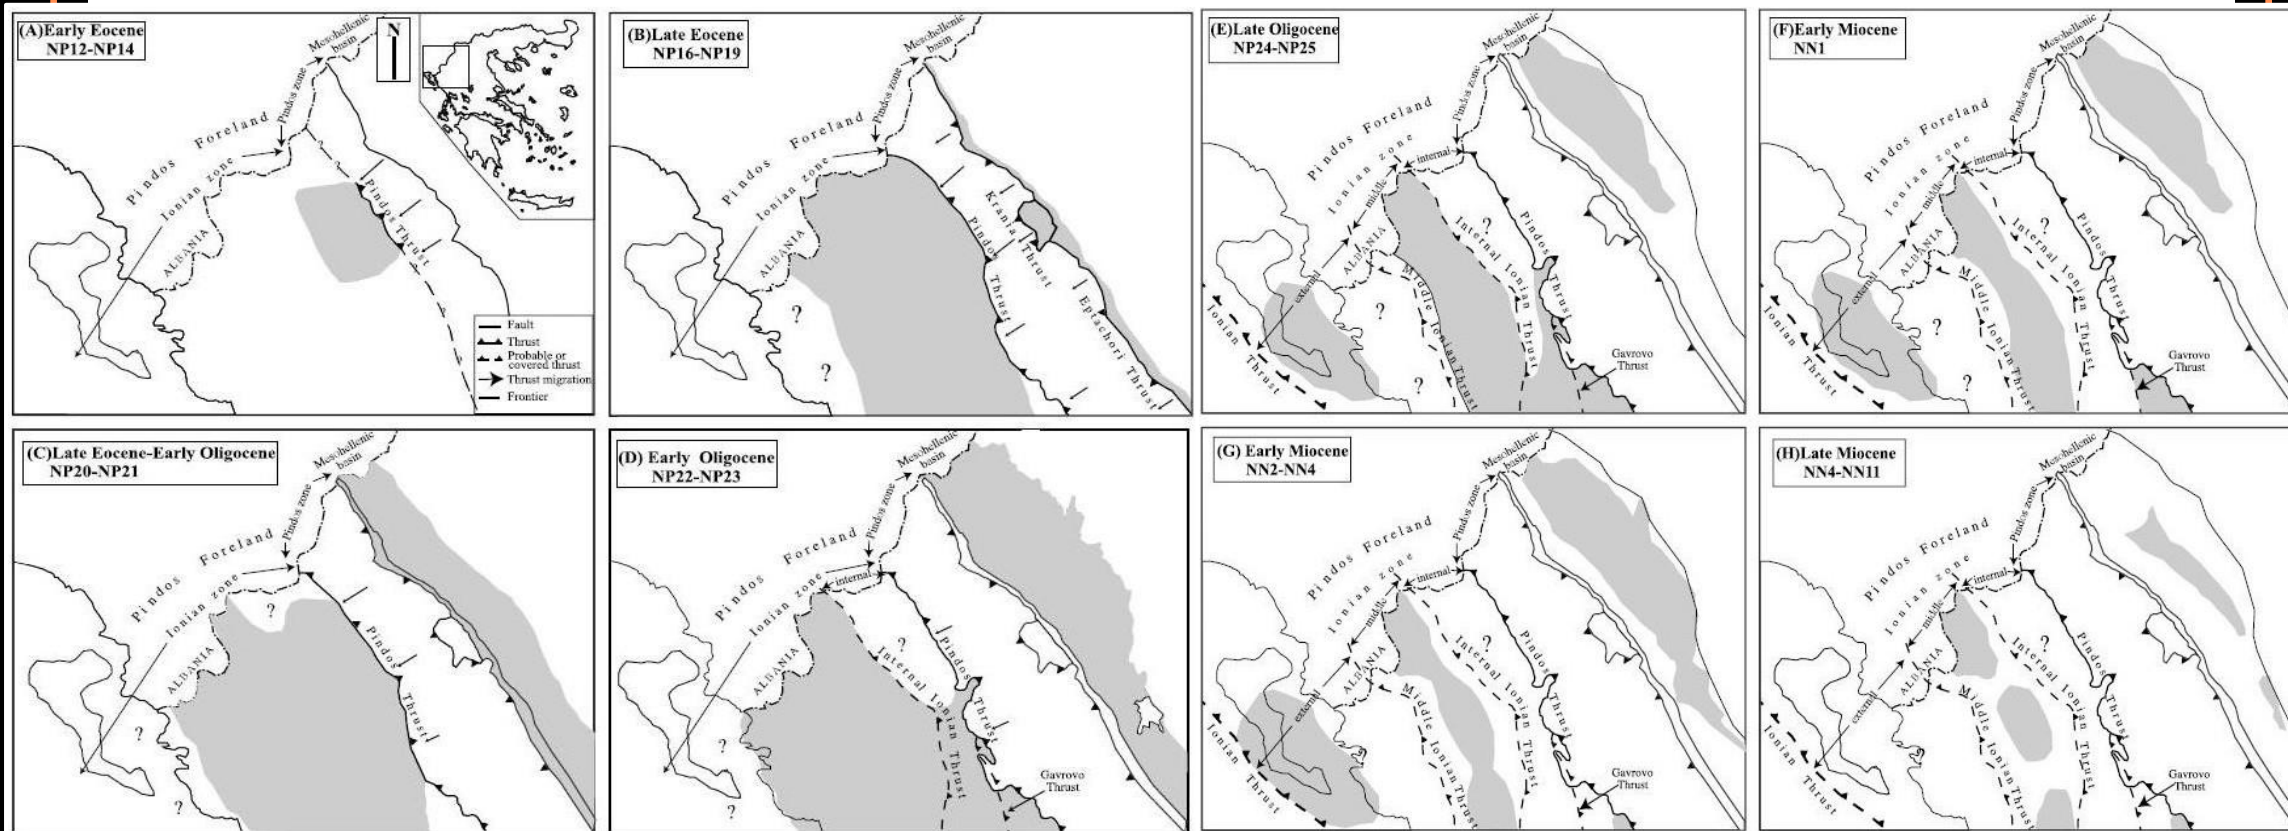 (A)Early Eocene
NP12-NP14
N
Mesohellenic
basin
Pindos zone
Pindos Foreland
Ionian zone
ALBANIA
? ?
Pindos Thrust
?
?
Fault
Thrust
Probable or
covered thrust
Thrust migration
Frontier
(B)Late Eocene
NP16-NP19
Mesohellenic
basin
Pindos zone
Pindos Foreland
Ionian zone
ALBANIA
?
?
Pindos Thrust
Krania Thrust
Eptachori Thrust
(C)Late Eocene-Early Oligocene
NP20-NP21
Mesohellenic
basin
Pindos zone
Pindos Foreland
Ionian zone
ALBANIA
?
?
?
Pindos Thrust
(D) Early Oligocene
NP22-NP23
Mesohellenic
basin
Pindos zone
Pindos Foreland
Ionian zone
internal
ALBANIA
?
?
?
Pindos Thrust
Internal Ionian Thrust
Gavrovo
Thrust
(E)Late Oligocene
NP24-NP25
Mesohellenic
basin
Pindos zone
Pindos Foreland
Ionian zone
internal
middle
external
ALBANIA
?
?
?
Pindos Thrust
Internal Ionian Thrust
Middle Ionian Thrust
Ionian Thrust
Gavrovo
Thrust
(F)Early Miocene
NN1
Mesohellenic
basin
Pindos zone
Pindos Foreland
Ionian zone
internal
middle
external
ALBANIA
?
?
?
Pindos Thrust
Internal Ionian Thrust
Middle Ionian Thrust
Ionian Thrust
Gavrovo
Thrust
(G) Early Miocene
NN2-NN4
Mesohellenic
basin
Pindos zone
Pindos Foreland
Ionian zone
internal
middle
external
ALBANIA
?
Pindos Thrust
Internal Ionian Thrust
Middle Ionian Thrust
Ionian Thrust
Gavrovo
Thrust
(H)Late Miocene
NN4-NN11
Mesohellenic
basin
Pindos zone
Pindos Foreland
Ionian zone
internal
middle
external
ALBANIA
?
Pindos Thrust
Internal Ionian Thrust
Middle Ionian Thrust
Ionian Thrust
Gavrovo
Thrust